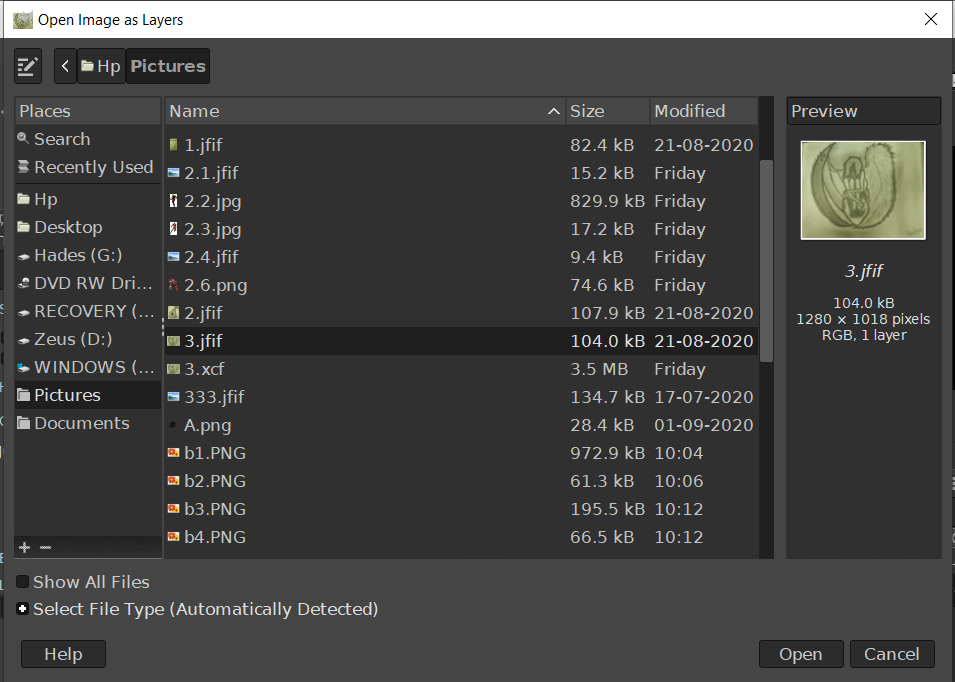 Open Image as Layers
Hp Pictures
Places
Search
Recently Used
Hp
Desktop
Hades (G:)
DVD RW Dri...
RECOVERY (...
Zeus (D:)
WINDOWS (...
Pictures
Documents
Name Size Modified
1.jfif 82.4 kB 21-08-2020
2.1.jfif 15.2 kB Friday
2.2.jpg 829.9 kB Friday
2.3.jpg 17.2 kB Friday
2.4.jfif 9.4 kB Friday
2.6.png 74.6 kB Friday
2.jfif 107.9 kB 21-08-2020
3.jfif 104.0 kB 21-08-2020
3.xcf 3.5 MB Friday
333.jfif 134.7 kB 17-07-2020
A.png 28.4 kB 01-09-2020
b1.PNG 972.9 kB 10:04
b2.PNG 61.3 kB 10:06
b3.PNG 195.5 kB 10:12
b4.PNG 66.5 kB 10:12
Preview
3.jfif
104.0 kB
1280 × 1018 pixels
RGB, 1 layer
Show All Files
Select File Type (Automatically Detected)
Help Open Cancel